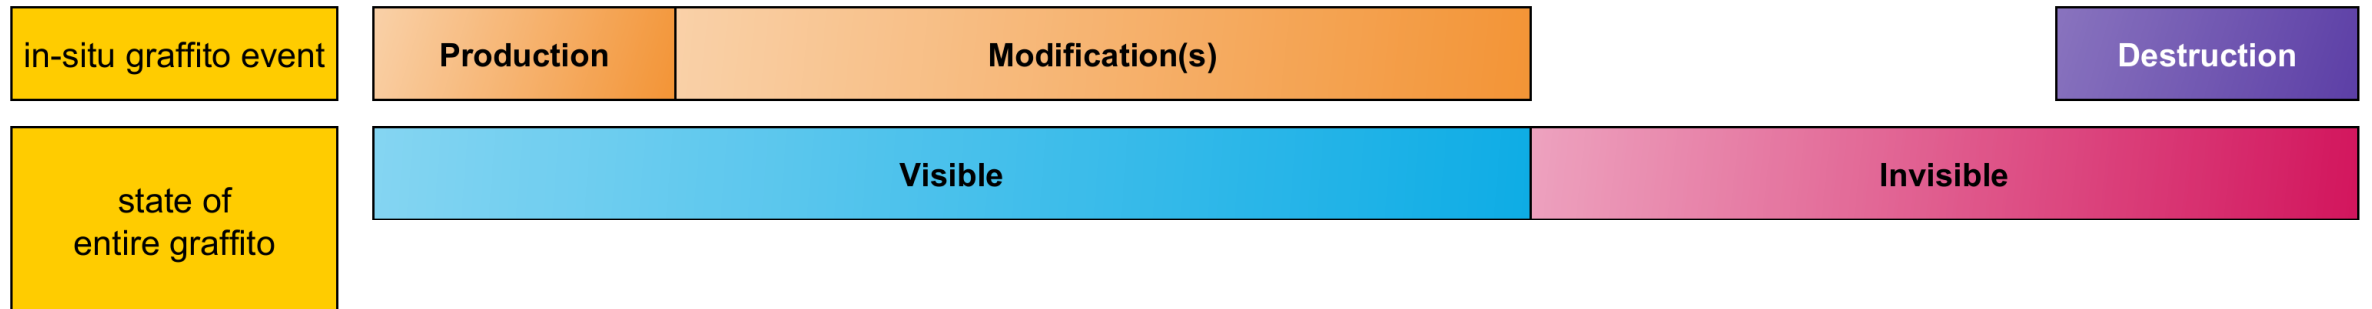 in-situ graffito event
Production
Modification(s)
Destruction
state of
entire graffito
Visible
Invisible